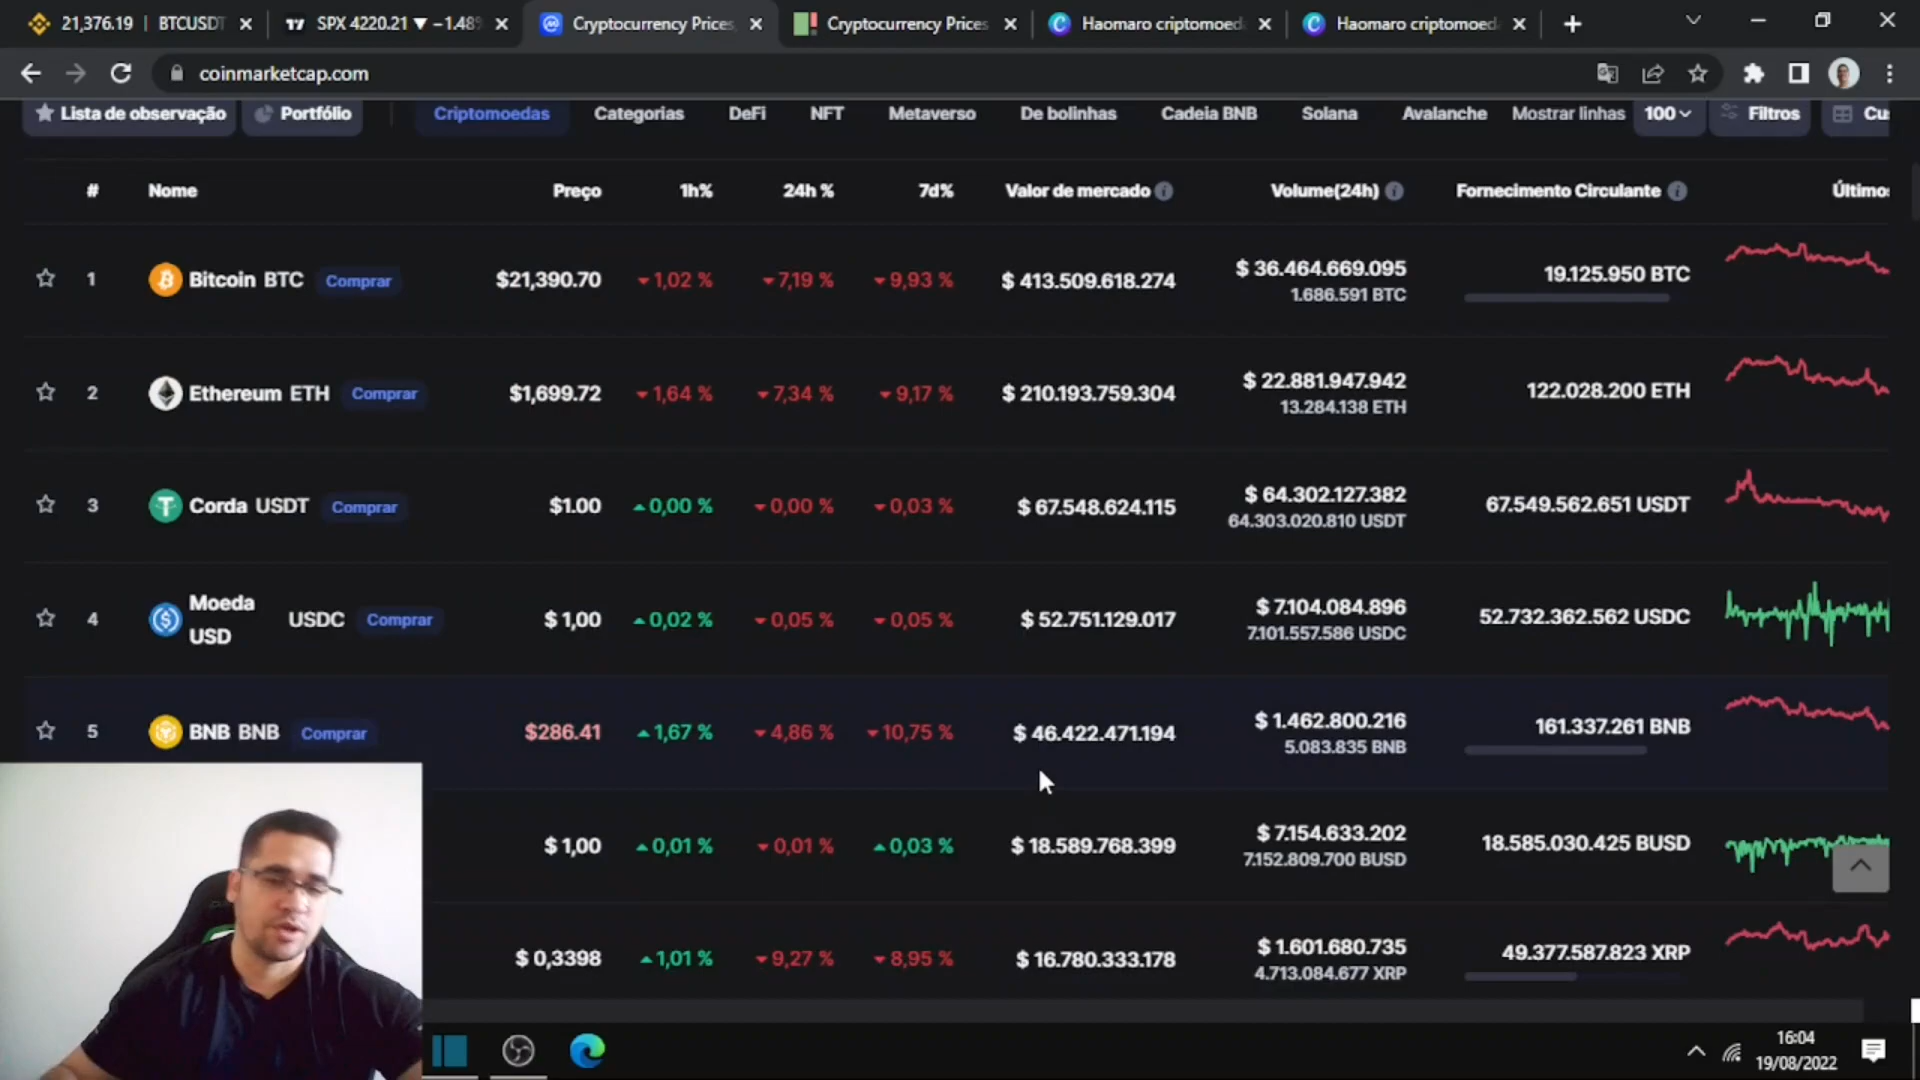 21,376.19 | BTCUSDT
SPX 4220.21 ▼ −1.48%
Cryptocurrency Prices,
Cryptocurrency Prices
Haomaro criptomoeda
Haomaro criptomoeda
coinmarketcap.com
Lista de observação
Portfólio
Criptomoedas
Categorias
DeFi
NFT
Metaverso
De bolinhas
Cadeia BNB
Solana
Avalanche
Mostrar linhas
100
Filtros
# Nome Preço 1h% 24h % 7d% Valor de mercado Volume(24h) Fornecimento Circulante
1 Bitcoin BTC Comprar $21,390.70 1,02 % 7,19 % 9,93 % $ 413.509.618.274 $ 36.464.669.095 19.125.950 BTC
1.686.591 BTC
2 Ethereum ETH Comprar $1,699.72 1,64 % 7,34 % 9,17 % $ 210.193.759.304 $ 22.881.947.942 122.028.200 ETH
13.284.138 ETH
3 Corda USDT Comprar $1.00 0,00 % 0,00 % 0,03 % $ 67.548.624.115 $ 64.302.127.382 67.549.562.651 USDT
64.303.020.810 USDT
4 Moeda USD USDC Comprar $ 1,00 0,02 % 0,05 % 0,05 % $ 52.751.129.017 $ 7.104.084.896 52.732.362.562 USDC
7.101.557.586 USDC
5 BNB BNB Comprar $286.41 1,67 % 4,86 % 10,75 % $ 46.422.471.194 $ 1.462.800.216 161.337.261 BNB
5.083.835 BNB
$ 1,00 0,01 % 0,01 % 0,03 % $ 18.589.768.399 $ 7.154.633.202 18.585.030.425 BUSD
7.152.809.700 BUSD
$ 0,3398 1,01 % 9,27 % 8,95 % $ 16.780.333.178 $ 1.601.680.735 49.377.587.823 XRP
4.713.084.677 XRP
16:04
19/08/2022